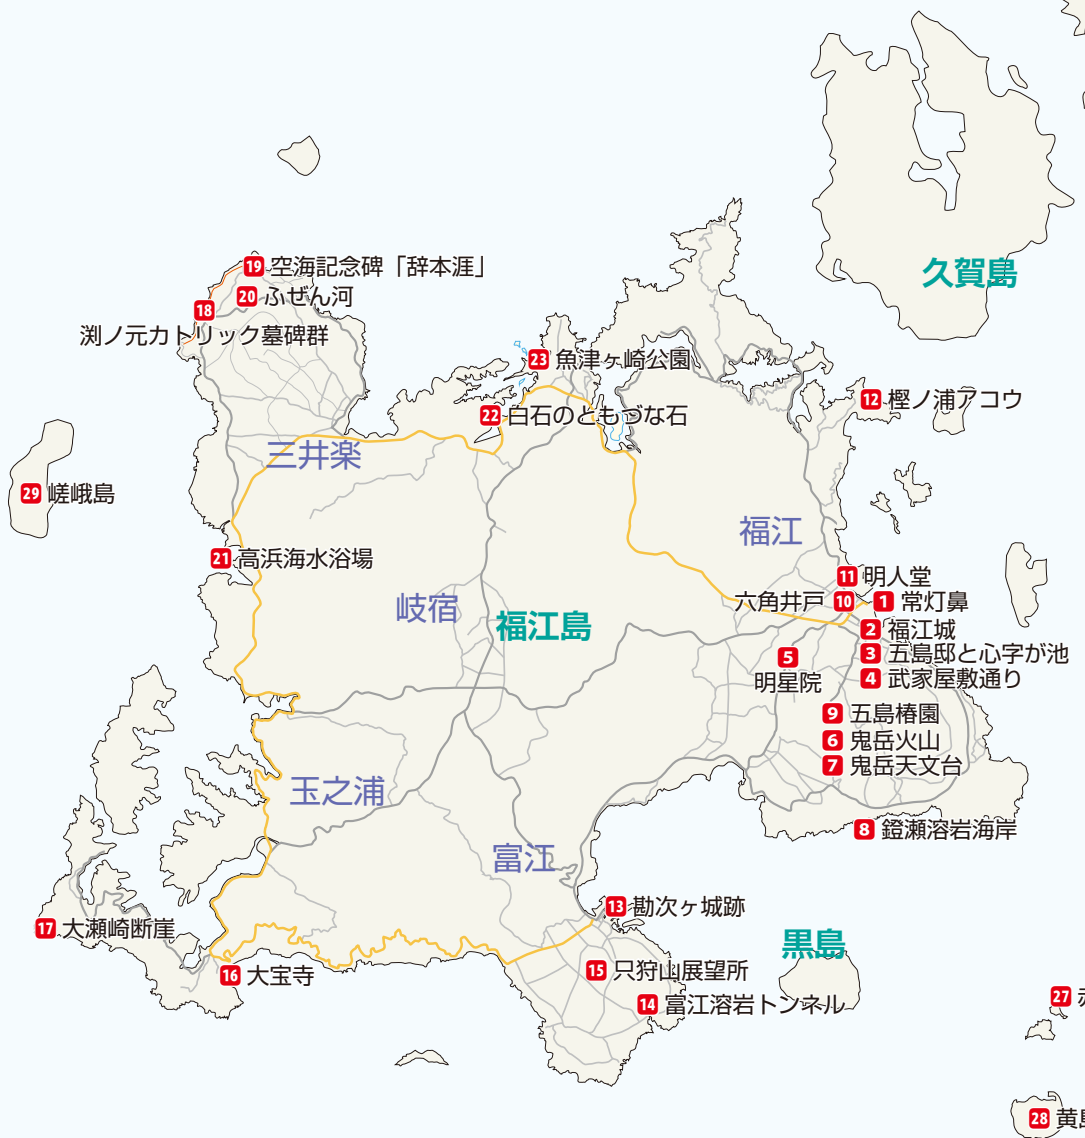 久賀島
19 空海記念碑「辞本涯」
20 ふぜん河
18
渕ノ元カトリック墓碑群
23 魚津ヶ崎公園
12 樫ノ浦アコウ
22 白石のともづな石
三井楽
29 嵯峨島
福江
21 高浜海水浴場
11 明人堂
六角井戸 10
1 常灯鼻
岐宿
福江島
2 福江城
3 五島邸と心字が池
5
明星院
4 武家屋敷通り
9 五島椿園
6 鬼岳火山
7 鬼岳天文台
玉之浦
8 鐙瀬溶岩海岸
富江
13 勘次ヶ城跡
17 大瀬崎断崖
黒島
15 只狩山展望所
16 大宝寺
14 富江溶岩トンネル
27 赤
28 黄島